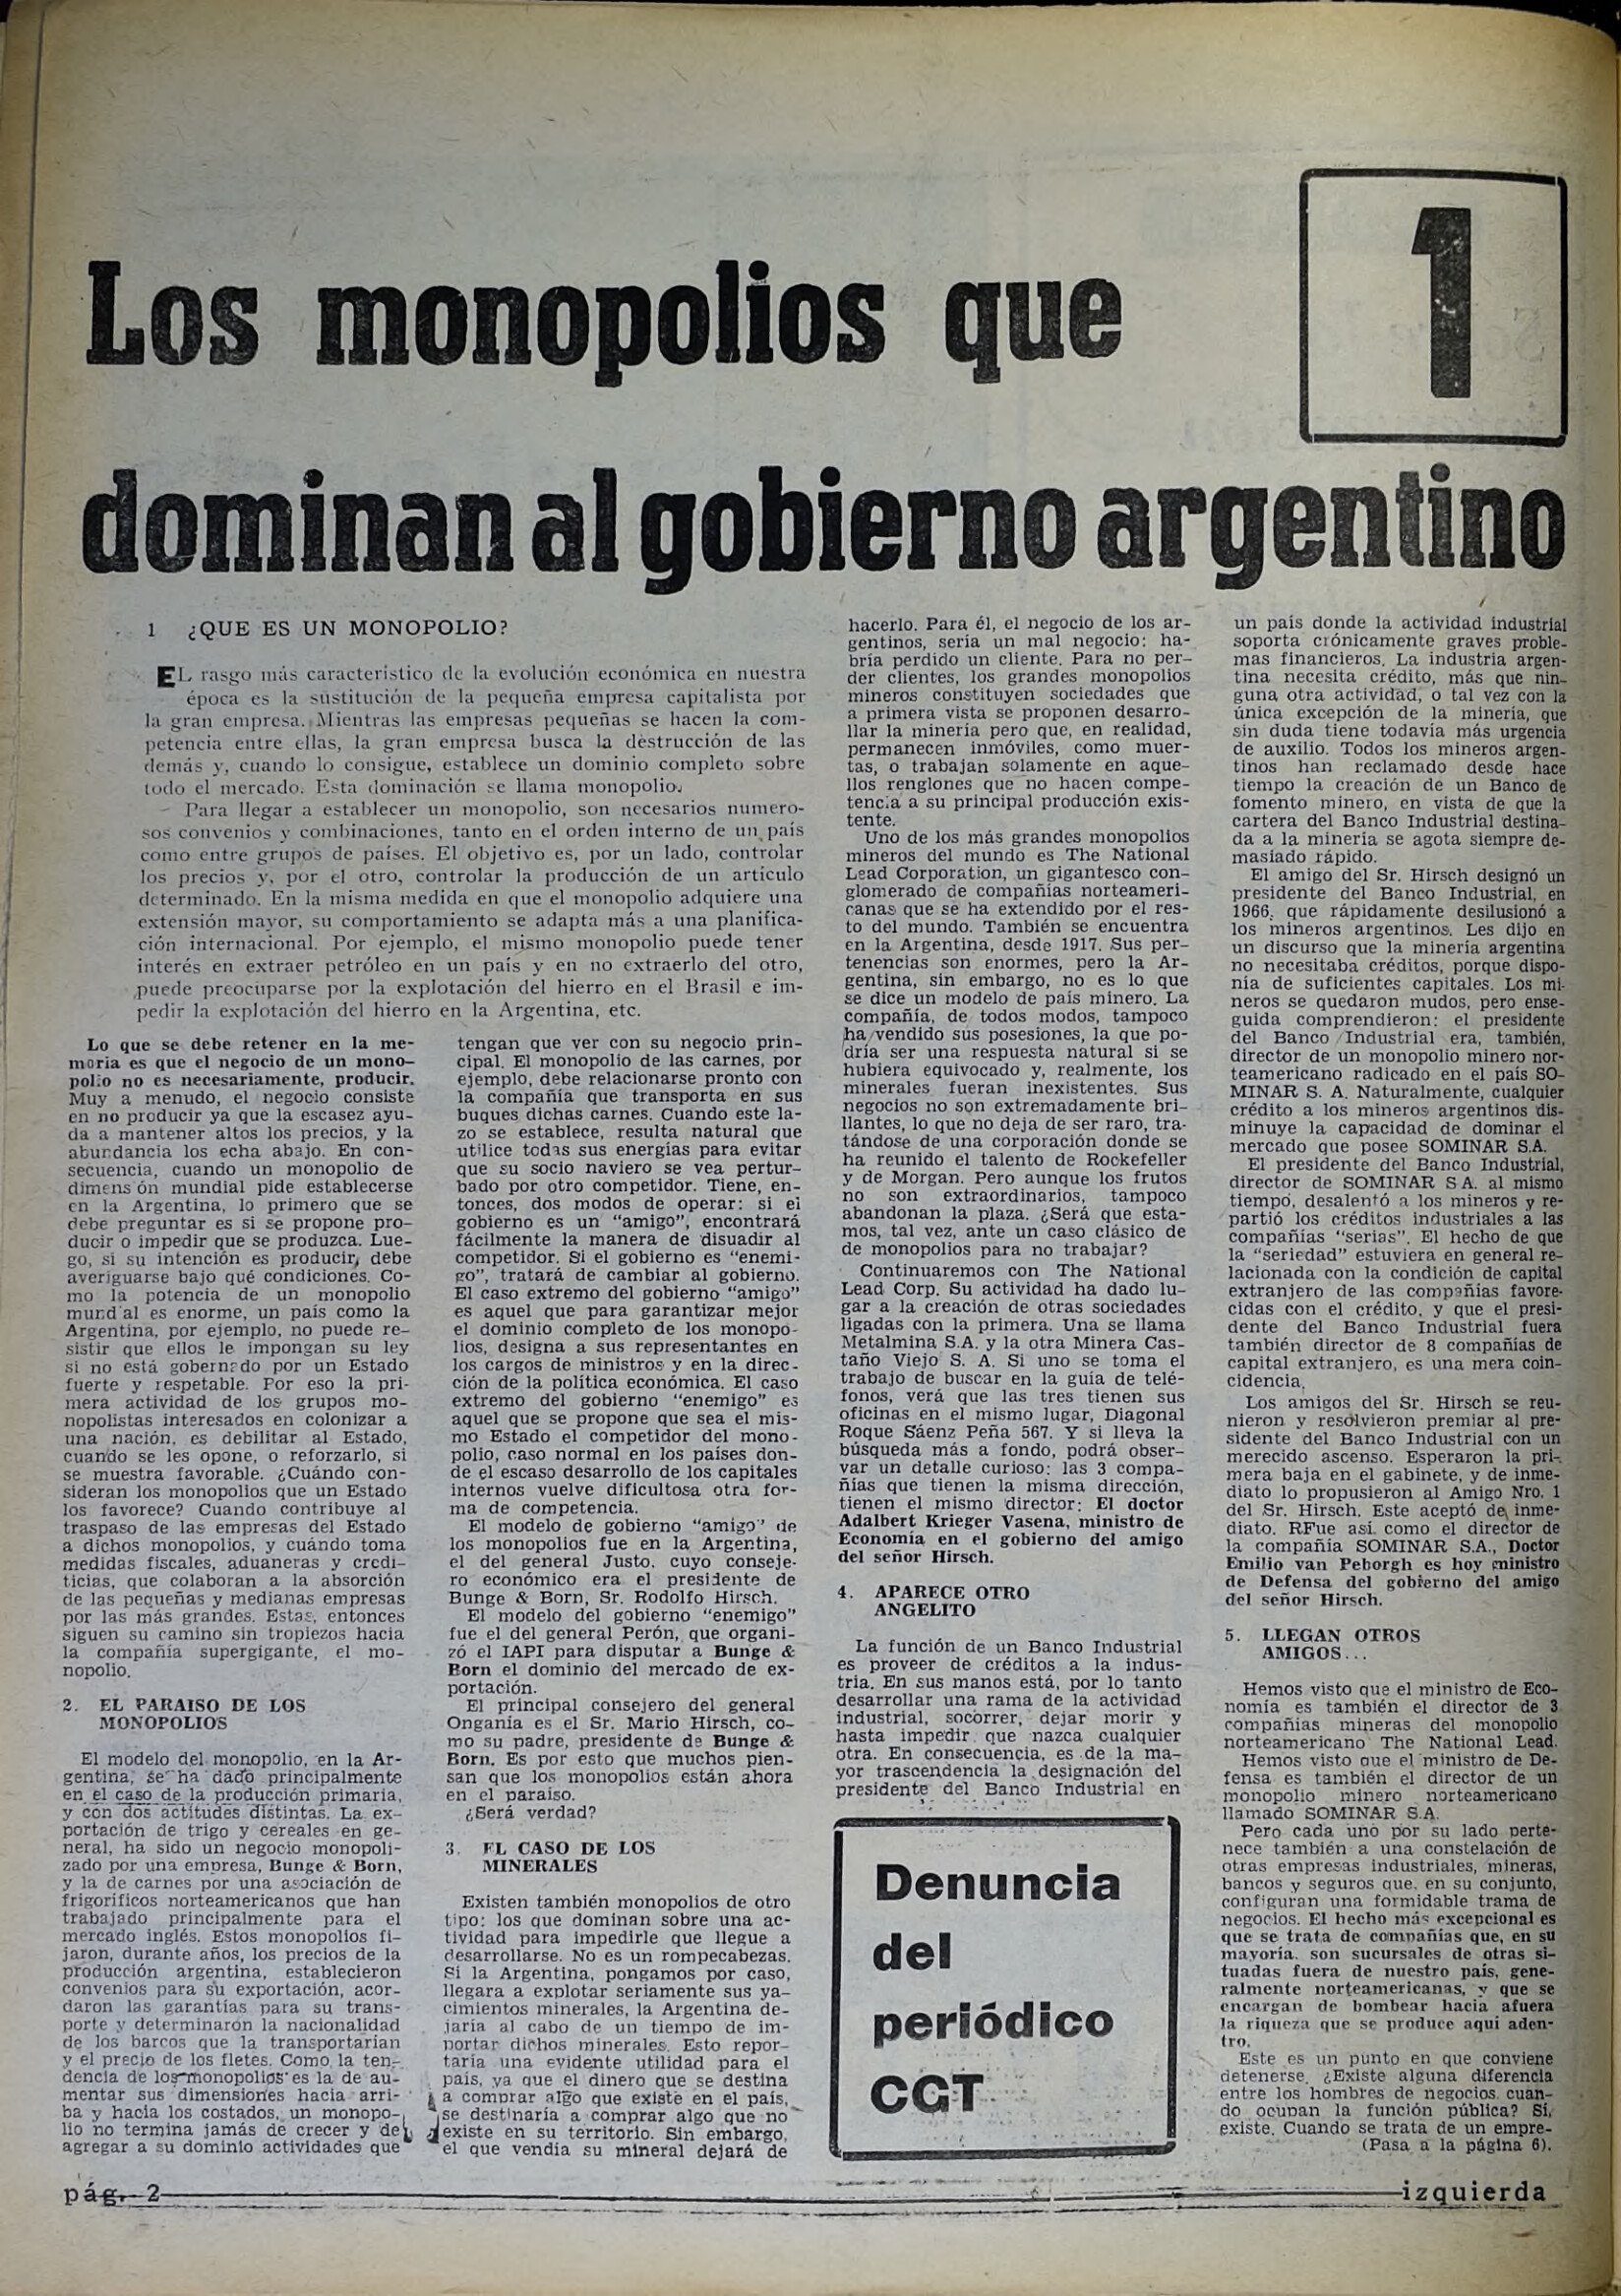 Los monopolios que
1
dominan al gobierno argentino
1 ¿QUE ES UN MONOPOLIO?
EL rasgo más característico de la evolución económica en nuestra
época es la sustitución de la pequeña empresa capitalista por
la gran empresa. Mientras las empresas pequeñas se hacen la com-
petencia entre ellas, la gran empresa busca la destrucción de las
demás y, cuando lo consigue, establece un dominio completo sobre
todo el mercado. Esta dominación se llama monopolio.
Para llegar a establecer un monopolio, son necesarios numero-
sos convenios y combinaciones, tanto en el orden interno de un país
como entre grupos de países. El objetivo es, por un lado, controlar
los precios y, por el otro, controlar la producción de un artículo
determinado. En la misma medida en que el monopolio adquiere una
extensión mayor, su comportamiento se adapta más a una planifica-
ción internacional. Por ejemplo, el mismo monopolio puede tener
interés en extraer petróleo en un país y en no extraerlo del otro,
puede preocuparse por la explotación del hierro en el Brasil e im-
pedir la explotación del hierro en la Argentina, etc.
Lo que se debe retener en la me-
moria es que el negocio de un mono-
polio no es necesariamente, producir.
Muy a menudo, el negocio consiste
en no producir ya que la escasez ayu-
da a mantener altos los precios, y la
abundancia los echa abajo. En con-
secuencia, cuando un monopolio de
dimens ón mundial pide establecerse
en la Argentina, lo primero que se
debe preguntar es si se propone pro-
ducir o impedir que se produzca. Lue-
go, si su intención es producir, debe
averiguarse bajo qué condiciones. Co-
mo la potencia de un monopolio
mund al es enorme, un país como la
Argentina, por ejemplo, no puede re-
sistir que ellos le impongan su ley
si no está gobernado por un Estado
fuerte y respetable. Por eso la pri-
mera actividad de los grupos mo-
nopolistas interesados en colonizar a
una nación, es debilitar al Estado,
cuando se les opone, o reforzarlo, si
se muestra favorable. ¿Cuándo con-
sideran los monopolios que un Estado
los favorece? Cuando contribuye al
traspaso de las empresas del Estado
a dichos monopolios, y cuándo toma
medidas fiscales, aduaneras y credi-
ticias, que colaboran a la absorción
de las pequeñas y medianas empresas
por las más grandes. Estas, entonces
siguen su camino sin tropiezos hacia
la compañía supergigante, el mo-
nopolio.
2. EL PARAISO DE LOS
MONOPOLIOS
El modelo del monopolio, en la Ar-
gentina, se ha dado principalmente
en el caso de la producción primaria,
y con dos actitudes distintas. La ex-
portación de trigo y cereales en ge-
neral, ha sido un negocio monopoli-
zado por una empresa, Bunge & Born,
y la de carnes por una asociación de
frigoríficos norteamericanos que han
trabajado principalmente para el
mercado inglés. Estos monopolios fi-
jaron, durante años, los precios de la
producción argentina, establecieron
convenios para su exportación, acor-
daron las garantías para su trans-
porte y determinaron la nacionalidad
de los barcos que la transportarían
y el precio de los fletes. Como la ten-
dencia de los monopolios es la de au-
mentar sus dimensiones hacia arri-
ba y hacia los costados, un monopo-
lio no termina jamás de crecer y de
agregar a su dominio actividades que
tengan que ver con su negocio prin-
cipal. El monopolio de las carnes, por
ejemplo, debe relacionarse pronto con
la compañía que transporta en sus
buques dichas carnes. Cuando este la-
zo se establece, resulta natural que
utilice todas sus energías para evitar
que su socio naviero se vea pertur-
bado por otro competidor. Tiene, en-
tonces, dos modos de operar: si el
gobierno es un "amigo", encontrará
fácilmente la manera de disuadir al
competidor. Si el gobierno es "enemi-
go", tratará de cambiar al gobierno.
El caso extremo del gobierno "amigo"
es aquel que para garantizar mejor
el dominio completo de los monopo-
lios, designa a sus representantes en
los cargos de ministros y en la direc-
ción de la política económica. El caso
extremo del gobierno "enemigo" es
aquel que se propone que sea el mis-
mo Estado el competidor del mono-
polio, caso normal en los países don-
de el escaso desarrollo de los capitales
internos vuelve dificultosa otra for-
ma de competencia.
El modelo de gobierno "amigo" de
los monopolios fue en la Argentina,
el del general Justo, cuyo conseje-
ro económico era el presidente de
Bunge & Born, Sr. Rodolfo Hirsch.
El modelo del gobierno "enemigo"
fue el del general Perón, que organi-
zó el IAPI para disputar a Bunge &
Born el dominio del mercado de ex-
portación.
El principal consejero del general
Onganía es el Sr. Mario Hirsch, co-
mo su padre, presidente de Bunge &
Born. Es por esto que muchos pien-
san que los monopolios están ahora
en el paraíso.
¿Será verdad?
3. EL CASO DE LOS
MINERALES
Existen también monopolios de otro
tipo: los que dominan sobre una ac-
tividad para impedirle que llegue a
desarrollarse. No es un rompecabezas.
Si la Argentina, pongamos por caso,
llegara a explotar seriamente sus ya-
cimientos minerales, la Argentina de-
jaría al cabo de un tiempo de im-
portar dichos minerales. Esto repor-
taría una evidente utilidad para el
país, ya que el dinero que se destina
a comprar algo que existe en el país,
se destinaría a comprar algo que no
existe en su territorio. Sin embargo,
el que vendía su mineral dejará de
hacerlo. Para él, el negocio de los ar-
gentinos, sería un mal negocio: ha-
bría perdido un cliente. Para no per-
der clientes, los grandes monopolios
mineros constituyen sociedades que
a primera vista se proponen desarro-
llar la minería pero que, en realidad,
permanecen inmóviles, como muer-
tas, o trabajan solamente en aque-
llos renglones que no hacen compe-
tencia a su principal producción exis-
tente.
Uno de los más grandes monopolios
mineros del mundo es The National
Lead Corporation, un gigantesco con-
glomerado de compañías norteameri-
canas que se ha extendido por el res-
to del mundo. También se encuentra
en la Argentina, desde 1917. Sus per-
tenencias son enormes, pero la Ar-
gentina, sin embargo, no es lo que
se dice un modelo de país minero. La
compañía, de todos modos, tampoco
ha vendido sus posesiones, la que po-
dría ser una respuesta natural si se
hubiera equivocado y, realmente, los
minerales fueran inexistentes. Sus
negocios no son extremadamente bri-
llantes, lo que no deja de ser raro, tra-
tándose de una corporación donde se
ha reunido el talento de Rockefeller
y de Morgan. Pero aunque los frutos
no son extraordinarios, tampoco
abandonan la plaza. ¿Será que esta-
mos, tal vez, ante un caso clásico de
de monopolios para no trabajar?
Continuaremos con The National
Lead Corp. Su actividad ha dado lu-
gar a la creación de otras sociedades
ligadas con la primera. Una se llama
Metalmina S.A. y la otra Minera Cas-
taño Viejo S. A. Si uno se toma el
trabajo de buscar en la guía de telé-
fonos, verá que las tres tienen sus
oficinas en el mismo lugar, Diagonal
Roque Sáenz Peña 567. Y si lleva la
búsqueda más a fondo, podrá obser-
var un detalle curioso: las 3 compa-
ñías que tienen la misma dirección,
tienen el mismo director: El doctor
Adalbert Krieger Vasena, ministro de
Economía en el gobierno del amigo
del señor Hirsch.
4. APARECE OTRO
ANGELITO
La función de un Banco Industrial
es proveer de créditos a la indus-
tria. En sus manos está, por lo tanto
desarrollar una rama de la actividad
industrial, socorrer, dejar morir y
hasta impedir que nazca cualquier
otra. En consecuencia, es de la ma-
yor trascendencia la designación del
presidente del Banco Industrial en
Denuncia
del
periódico
CGT
un país donde la actividad industrial
soporta crónicamente graves proble-
mas financieros. La industria argen-
tina necesita crédito, más que nin-
guna otra actividad, o tal vez con la
única excepción de la minería, que
sin duda tiene todavía más urgencia
de auxilio. Todos los mineros argen-
tinos han reclamado desde hace
tiempo la creación de un Banco de
fomento minero, en vista de que la
cartera del Banco Industrial destina-
da a la minería se agota siempre de-
masiado rápido.
El amigo del Sr. Hirsch designó un
presidente del Banco Industrial, en
1966, que rápidamente desilusionó a
los mineros argentinos. Les dijo en
un discurso que la minería argentina
no necesitaba créditos, porque dispo-
nía de suficientes capitales. Los mi-
neros se quedaron mudos, pero ense-
guida comprendieron: el presidente
del Banco Industrial era, también,
director de un monopolio minero nor-
teamericano radicado en el país SO-
MINAR S. A. Naturalmente, cualquier
crédito a los mineros argentinos dis-
minuye la capacidad de dominar el
mercado que posee SOMINAR S.A.
El presidente del Banco Industrial,
director de SOMINAR S A. al mismo
tiempo, desalentó a los mineros y re-
partió los créditos industriales a las
compañías "serias". El hecho de que
la "seriedad" estuviera en general re-
lacionada con la condición de capital
extranjero de las compañías favore-
cidas con el crédito, y que el presi-
dente del Banco Industrial fuera
también director de 8 compañías de
capital extranjero, es una mera coin-
cidencia.
Los amigos del Sr. Hirsch se reu-
nieron y resolvieron premiar al pre-
sidente del Banco Industrial con un
merecido ascenso. Esperaron la pri-
mera baja en el gabinete, y de inme-
diato lo propusieron al Amigo Nro. 1
del Sr. Hirsch. Este aceptó de inme-
diato. RFue así como el director de
la compañía SOMINAR S.A., Doctor
Emilio van Peborgh es hoy ministro
de Defensa del gobierno del amigo
del señor Hirsch.
5. LLEGAN OTROS
AMIGOS...
Hemos visto que el ministro de Eco-
nomía es también el director de 3
compañías mineras del monopolio
norteamericano The National Lead.
Hemos visto que el ministro de De-
fensa es también el director de un
monopolio minero norteamericano
llamado SOMINAR S.A.
Pero cada uno por su lado perte-
nece también a una constelación de
otras empresas industriales, mineras,
bancos y seguros que, en su conjunto,
configuran una formidable trama de
negocios. El hecho más excepcional es
que se trata de compañías que, en su
mayoría, son sucursales de otras si-
tuadas fuera de nuestro país, gene-
ralmente norteamericanas, y que se
encargan de bombear hacia afuera
la riqueza que se produce aquí aden-
tro.
Este es un punto en que conviene
detenerse. ¿Existe alguna diferencia
entre los hombres de negocios cuan-
do ocupan la función pública? Sí,
existe. Cuando se trata de un empre-
(Pasa a la página 6).
pág. 2
izquierda